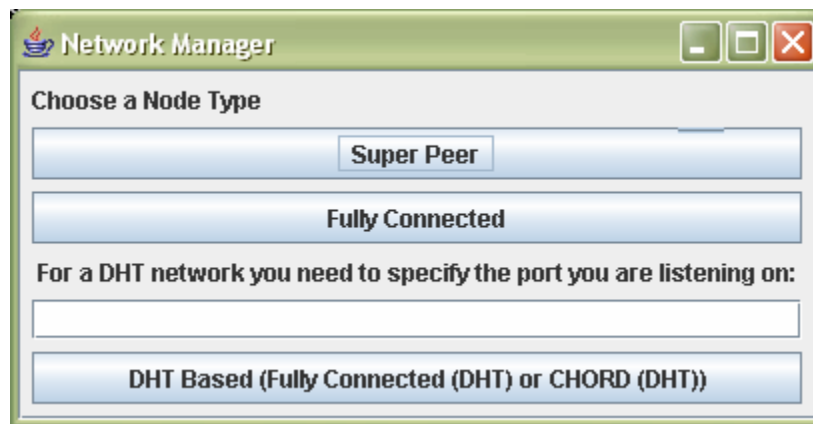 Network Manager
Choose a Node Type
Super Peer
Fully Connected
For a DHT network you need to specify the port you are listening on:
DHT Based (Fully Connected (DHT) or CHORD (DHT))